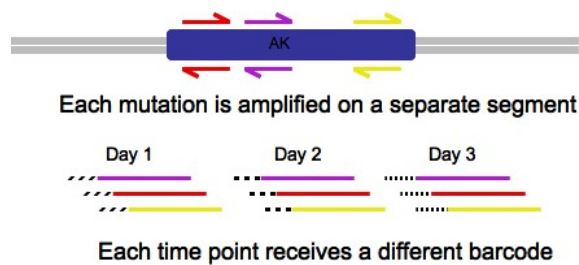 AK
Each mutation is amplified on a separate segment
Day 1 Day 2 Day 3
Each time point receives a different barcode